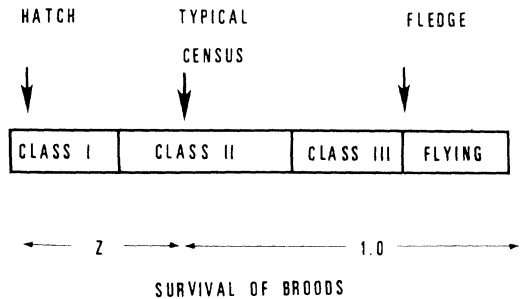 HATCH TYPICAL CENSUS FLEDGE
CLASS I CLASS II CLASS III FLYING
Z 1.0
SURVIVAL OF BROODS